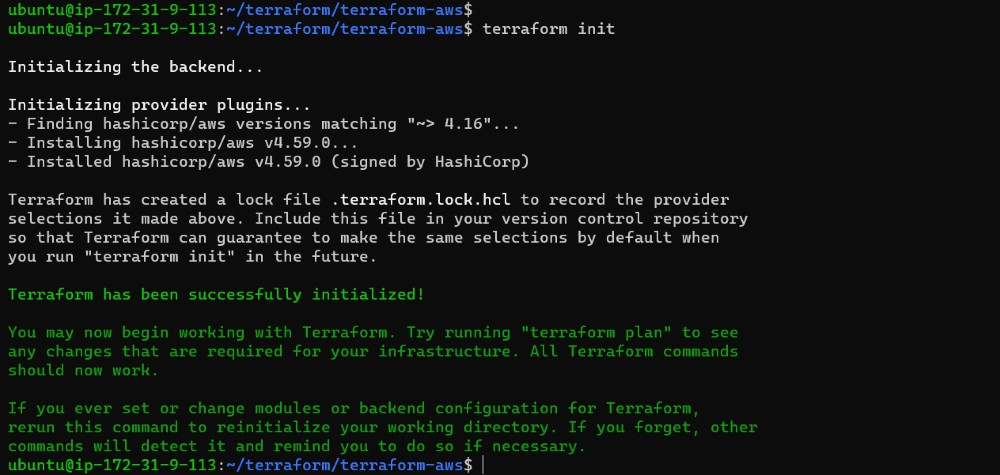 ubuntu@ip-172-31-9-113:~/terraform/terraform-aws$
ubuntu@ip-172-31-9-113:~/terraform/terraform-aws$ terraform init
Initializing the backend...
Initializing provider plugins...
- Finding hashicorp/aws versions matching "~> 4.16"...
- Installing hashicorp/aws v4.59.0...
- Installed hashicorp/aws v4.59.0 (signed by HashiCorp)
Terraform has created a lock file .terraform.lock.hcl to record the provider
selections it made above. Include this file in your version control repository
so that Terraform can guarantee to make the same selections by default when
you run "terraform init" in the future.
Terraform has been successfully initialized!
You may now begin working with Terraform. Try running "terraform plan" to see
any changes that are required for your infrastructure. All Terraform commands
should now work.
If you ever set or change modules or backend configuration for Terraform,
rerun this command to reinitialize your working directory. If you forget, other
commands will detect it and remind you to do so if necessary.
ubuntu@ip-172-31-9-113:~/terraform/terraform-aws$